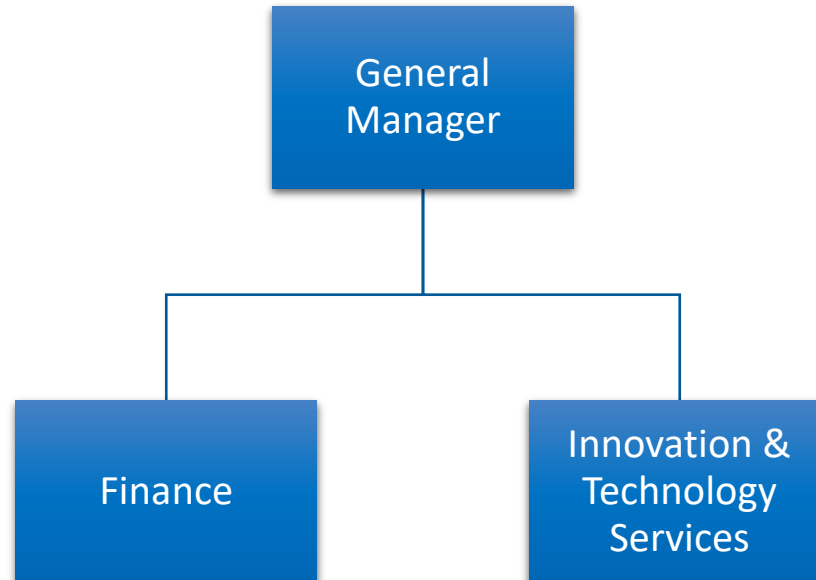 General
Manager
Finance
Innovation &
Technology
Services